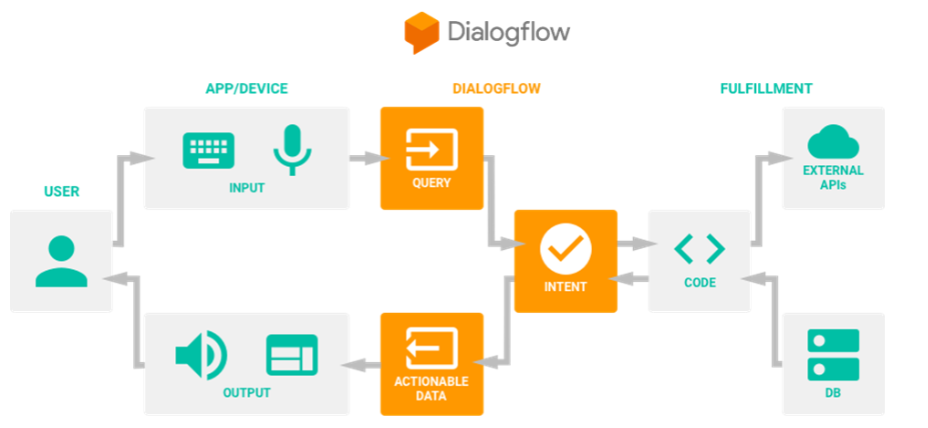 Dialogflow
APP/DEVICE
DIALOGFLOW
FULFILLMENT
USER
INPUT
QUERY
EXTERNAL
APIs
INTENT
CODE
OUTPUT
ACTIONABLE
DATA
DB